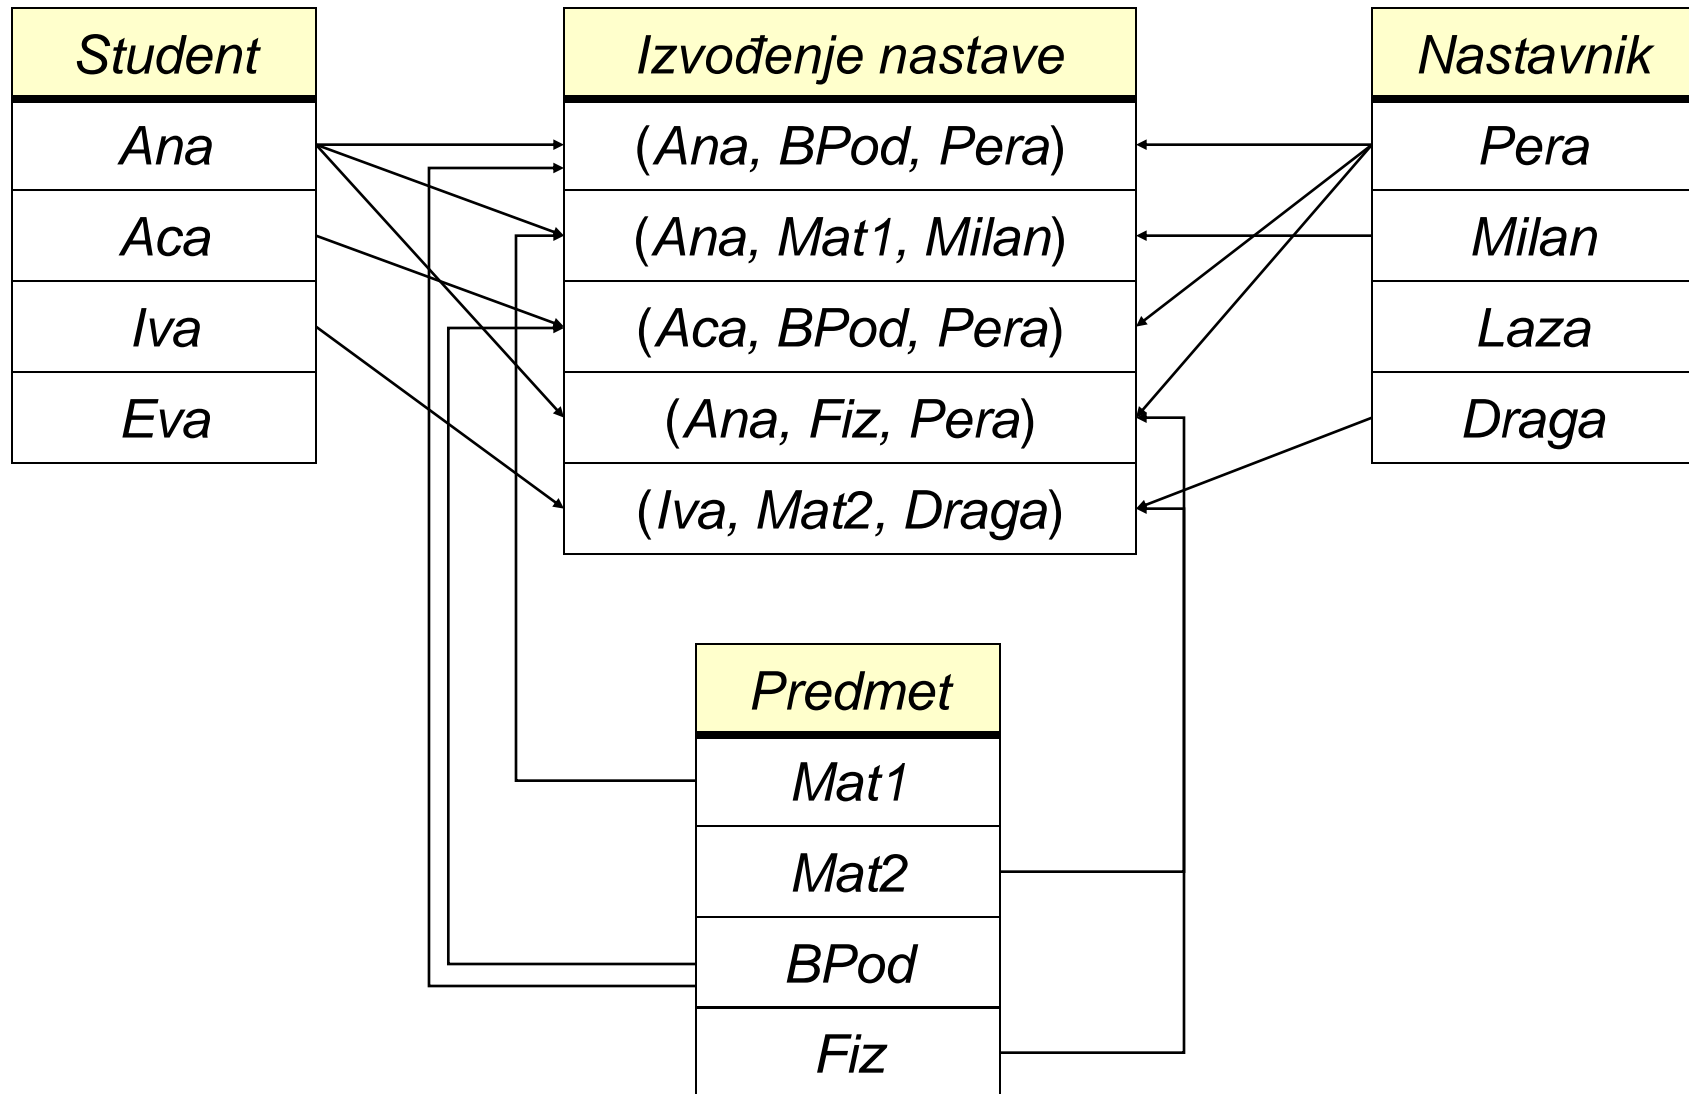 Student
Ana
Aca
Iva
Eva
Izvođenje nastave
(Ana, BPod, Pera)
(Ana, Mat1, Milan)
(Aca, BPod, Pera)
(Ana, Fiz, Pera)
(Iva, Mat2, Draga)
Nastavnik
Pera
Milan
Laza
Draga
Predmet
Mat1
Mat2
BPod
Fiz